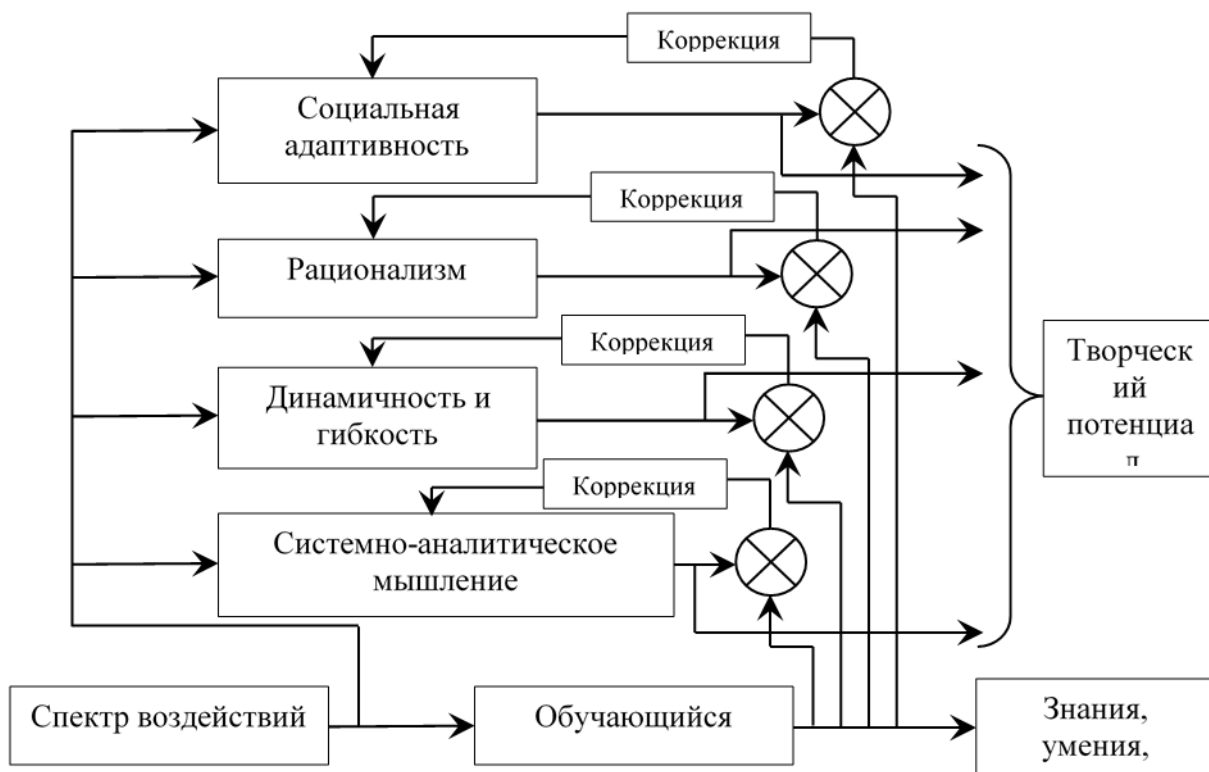 Коррекция
Социальная
адаптивность
Коррекция
Рационализм
Коррекция
Динамичность и
гибкость
Творческ
ий
потенциа
л
Коррекция
Системно-аналитическое
мышление
Спектр воздействий
Обучающийся
Знания,
умения,